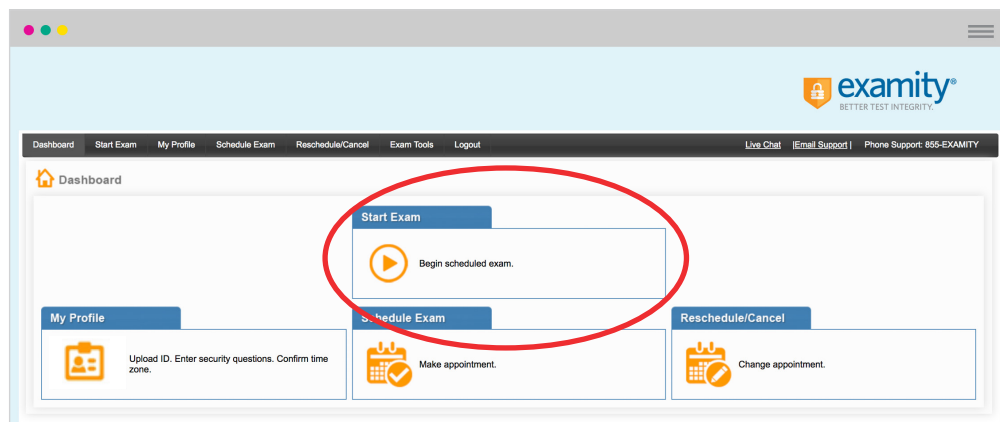 examity®
BETTER TEST INTEGRITY.
Dashboard Start Exam My Profile Schedule Exam Reschedule/Cancel Exam Tools Logout Live Chat |Email Support | Phone Support: 855-EXAMITY
Dashboard
Start Exam
Begin scheduled exam.
My Profile Schedule Exam Reschedule/Cancel
Upload ID. Enter security questions. Confirm time
zone.
Make appointment.
Change appointment.